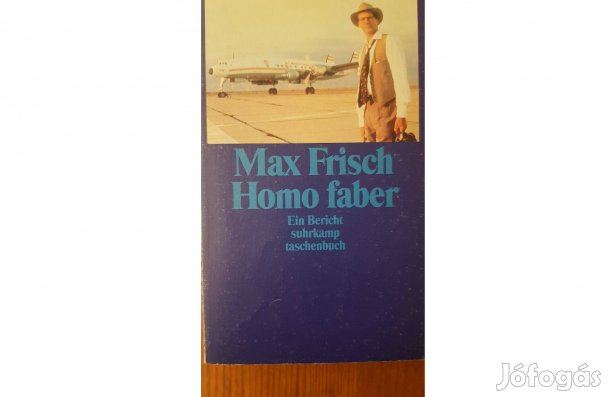 Max Frisch
Homo faber
Ein Bericht
suhrkamp
taschenbuch
Jófogás